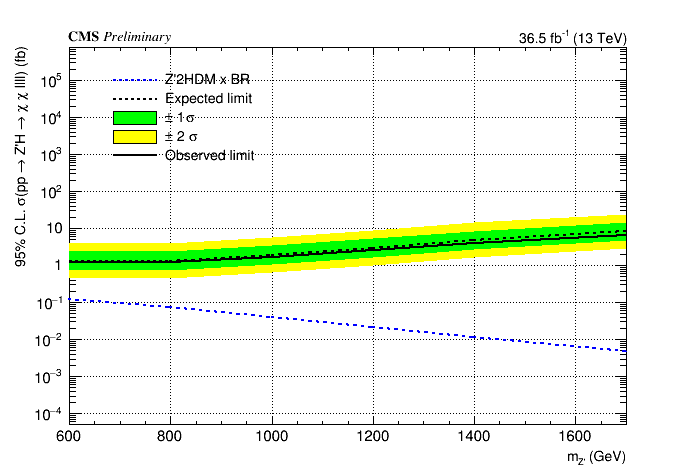 CMS Preliminary
36.5 fb⁻¹ (13 TeV)
95% C.L. σ(pp → Z'H → χ χ llll) (fb)
Z'2HDM x BR
Expected limit
± 1σ
± 2 σ
Observed limit
10⁵
10⁴
10³
10²
10
1
10⁻¹
10⁻²
10⁻³
10⁻⁴
600 800 1000 1200 1400 1600
m_Z' (GeV)